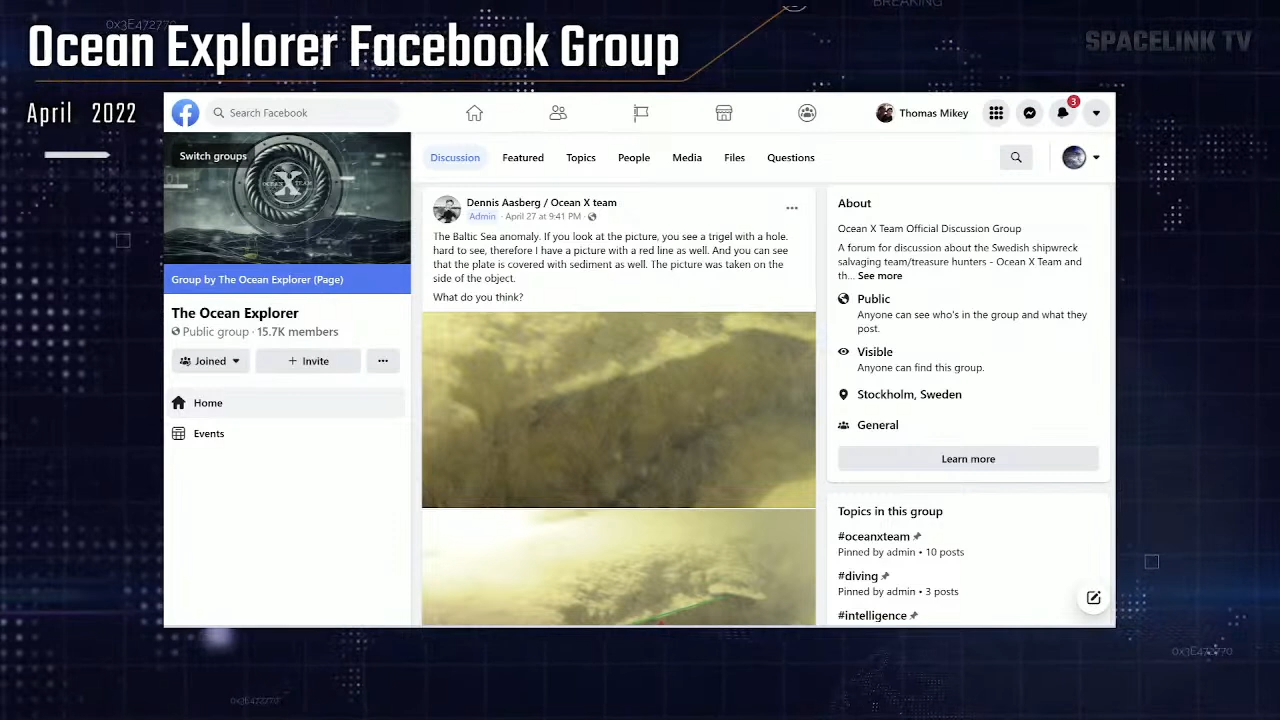 0x3E472770
BREAKING
Ocean Explorer Facebook Group
SPACELINK TV
April 2022
Search Facebook
Thomas Mikey
3
Switch groups
OCEAN X TEAM
Group by The Ocean Explorer (Page)
The Ocean Explorer
Public group · 15.7K members
Joined
+ Invite
Home
Events
Discussion
Featured
Topics
People
Media
Files
Questions
Dennis Aasberg / Ocean X team
Admin · April 27 at 9:41 PM ·
The Baltic Sea anomaly. If you look at the picture, you see a trigel with a hole.
hard to see, therefore I have a picture with a red line as well. And you can see
that the plate is covered with sediment as well. The picture was taken on the
side of the object.
What do you think?
About
Ocean X Team Official Discussion Group
A forum for discussion about the Swedish shipwreck
salvaging team/treasure hunters - Ocean X Team and
th... See more
Public
Anyone can see who's in the group and what they
post.
Visible
Anyone can find this group.
Stockholm, Sweden
General
Learn more
Topics in this group
#oceanxteam
Pinned by admin • 10 posts
#diving
Pinned by admin • 3 posts
#intelligence
0x3E472770